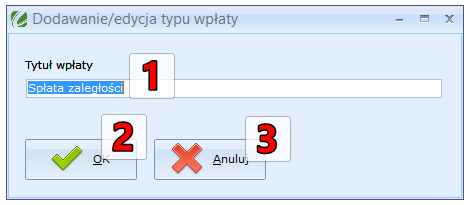 Dodawanie/edycja typu wpłaty
Tytuł wpłaty
1
Spłata zaległości
2
3
OK
Anuluj